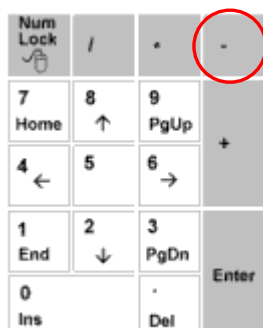 Num
Lock
/
*
-
7
8
9
Home
↑
PgUp
+
4
←
5
6
→
1
2
3
End
↓
PgDn
Enter
0
.
Ins
Del